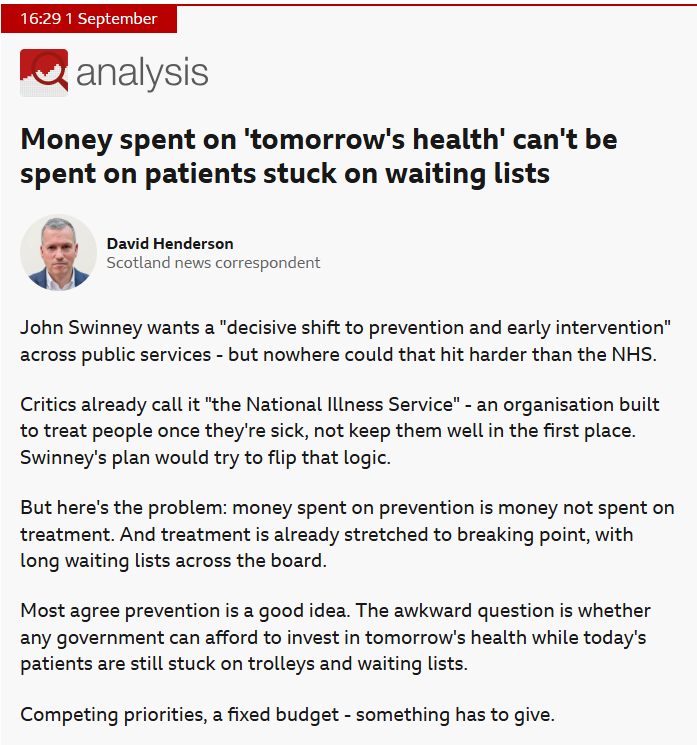 16:29 1 September
analysis
Money spent on 'tomorrow's health' can't be
spent on patients stuck on waiting lists
David Henderson
Scotland news correspondent
John Swinney wants a "decisive shift to prevention and early intervention"
across public services - but nowhere could that hit harder than the NHS.
Critics already call it "the National Illness Service" - an organisation built
to treat people once they're sick, not keep them well in the first place.
Swinney's plan would try to flip that logic.
But here's the problem: money spent on prevention is money not spent on
treatment. And treatment is already stretched to breaking point, with
long waiting lists across the board.
Most agree prevention is a good idea. The awkward question is whether
any government can afford to invest in tomorrow's health while today's
patients are still stuck on trolleys and waiting lists.
Competing priorities, a fixed budget - something has to give.